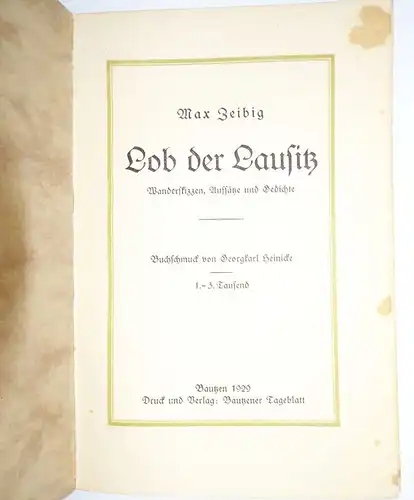 Max Zeibig
Lob der Lausitz
Wanderskizzen, Aufsätze und Gedichte
Buchschmuck von Georgkarl Heinicke
1.–3. Tausend
Bautzen 1929
Druck und Verlag: Bautzener Tageblatt